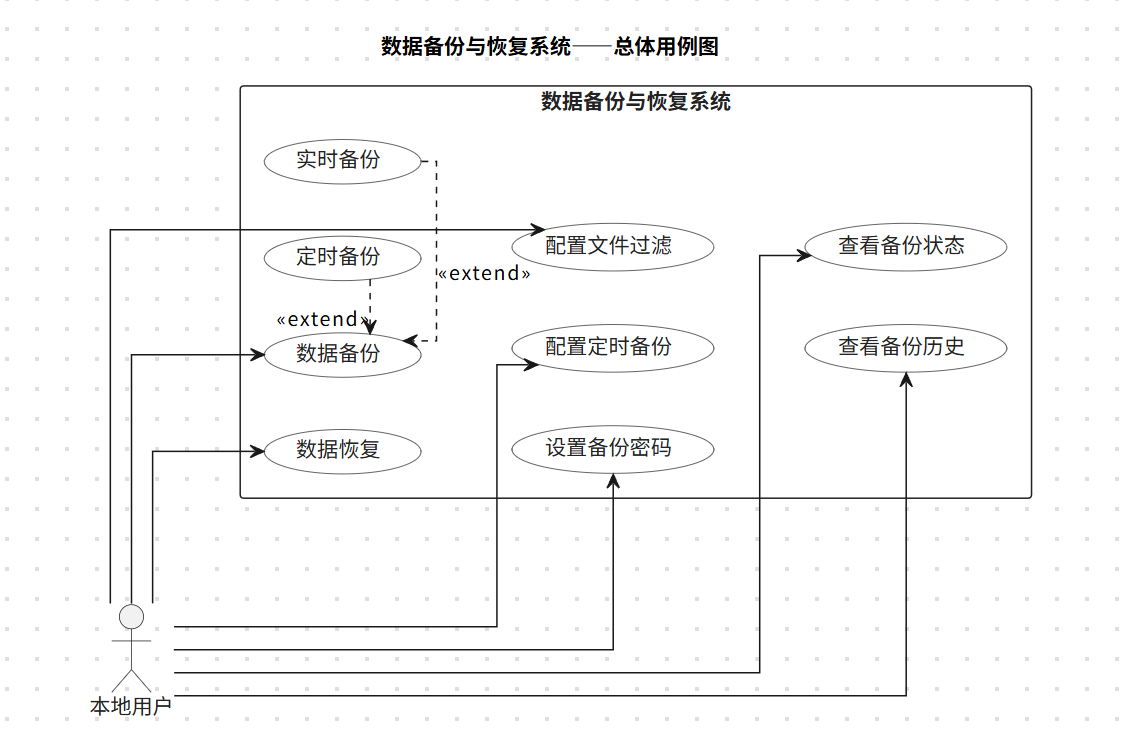 数据备份与恢复系统——总体用例图
数据备份与恢复系统
实时备份
配置文件过滤
查看备份状态
定时备份
«extend»
«extend»
数据备份
配置定时备份
查看备份历史
数据恢复
设置备份密码
本地用户